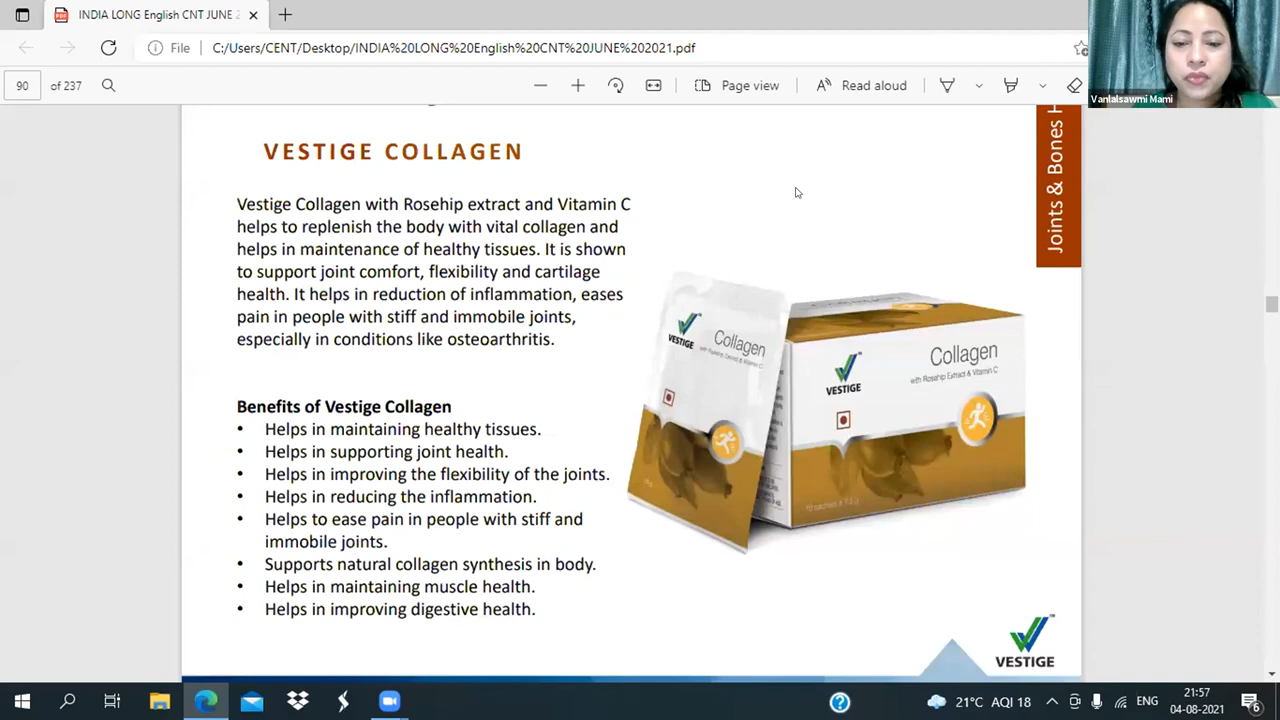 INDIA LONG English CNT JUNE 2
File
C:/Users/CENT/Desktop/INDIA%20LONG%20English%20CNT%20JUNE%202021.pdf
90 of 237
Page view
Read aloud
Vanlalsawmi Mami
VESTIGE COLLAGEN
Joints & Bones H
Vestige Collagen with Rosehip extract and Vitamin C
helps to replenish the body with vital collagen and
helps in maintenance of healthy tissues. It is shown
to support joint comfort, flexibility and cartilage
health. It helps in reduction of inflammation, eases
pain in people with stiff and immobile joints,
especially in conditions like osteoarthritis.
Benefits of Vestige Collagen
• Helps in maintaining healthy tissues.
• Helps in supporting joint health.
• Helps in improving the flexibility of the joints.
• Helps in reducing the inflammation.
• Helps to ease pain in people with stiff and
immobile joints.
• Supports natural collagen synthesis in body.
• Helps in maintaining muscle health.
• Helps in improving digestive health.
VESTIGE
Collagen
with Rosehip Extract & Vitamin C
VESTIGE
Collagen
with Rosehip Extract & Vitamin C
VESTIGE
21°C AQI 18
ENG
21:57
04-08-2021
6